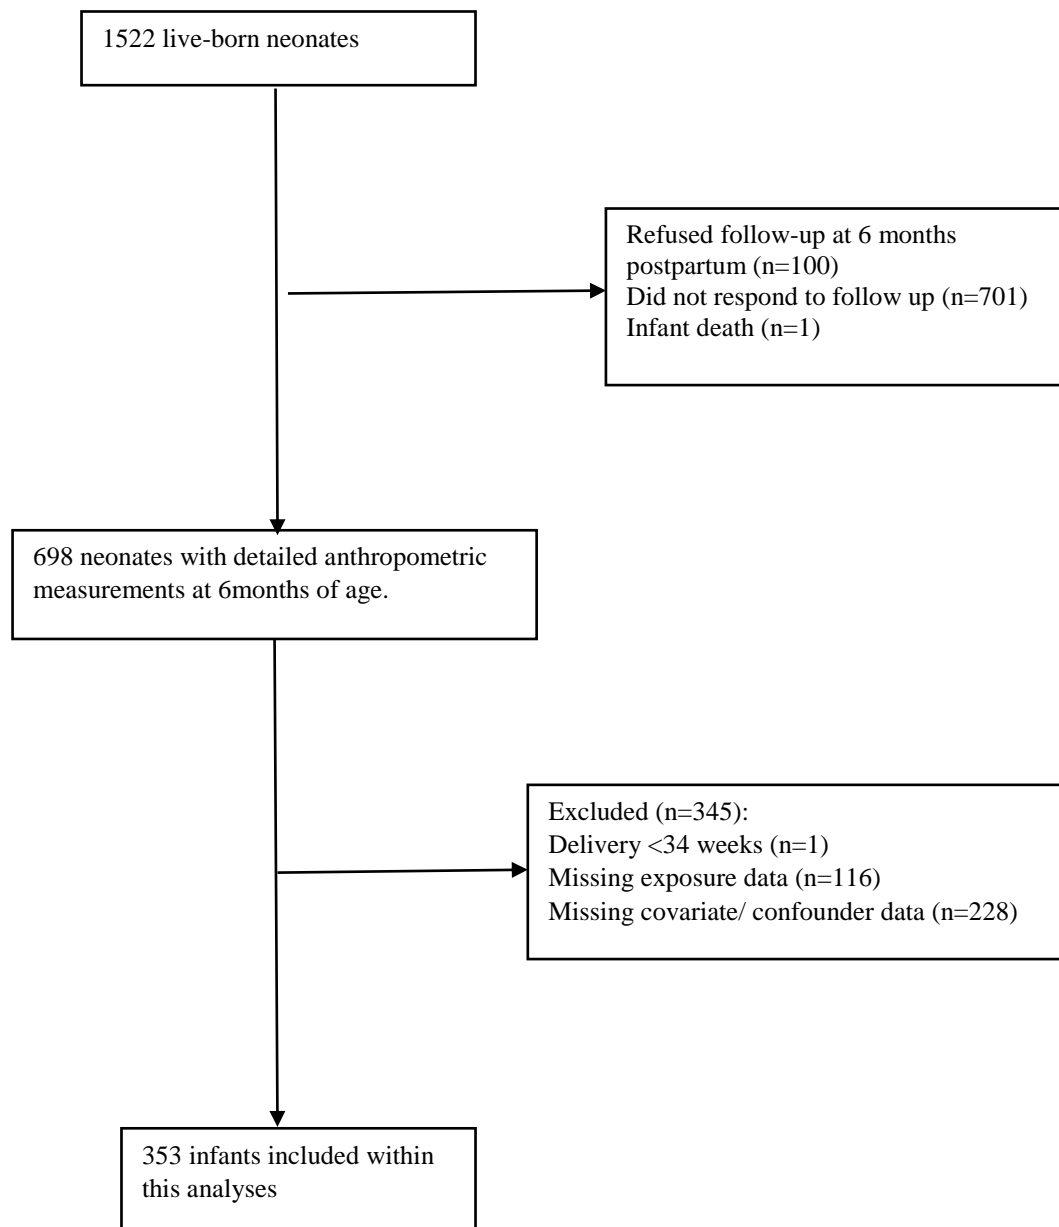 1522 live-born neonates
Refused follow-up at 6 months
postpartum (n=100)
Did not respond to follow up (n=701)
Infant death (n=1)
698 neonates with detailed anthropometric
measurements at 6months of age.
Excluded (n=345):
Delivery <34 weeks (n=1)
Missing exposure data (n=116)
Missing covariate/ confounder data (n=228)
353 infants included within
this analyses